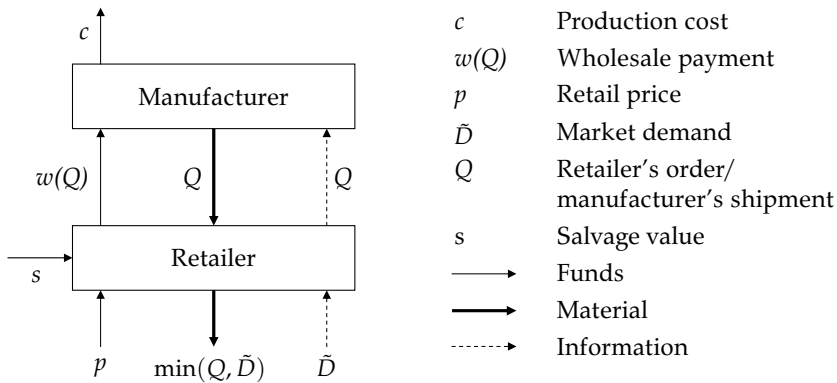 c
Manufacturer
w(Q)
Q
Q
Retailer
s
p
min(Q, D̃)
D̃
c Production cost
w(Q) Wholesale payment
p Retail price
D̃ Market demand
Q Retailer's order/
manufacturer's shipment
s Salvage value
Funds
Material
Information